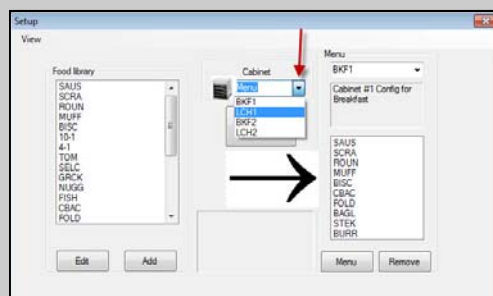 Setup
View
Food library
SAUS
SCRA
ROUN
MUFF
BISC
10-1
4-1
TOM
SELC
GRCK
NUGG
FISH
CBAC
FOLD
Edit
Add
Cabinet
Menu
BKF1
LCH1
BKF2
LCH2
Menu
BKF1
Cabinet #1 Config for
Breakfast
SAUS
SCRA
ROUN
MUFF
BISC
CBAC
FOLD
BAGL
STEK
BURR
Menu
Remove